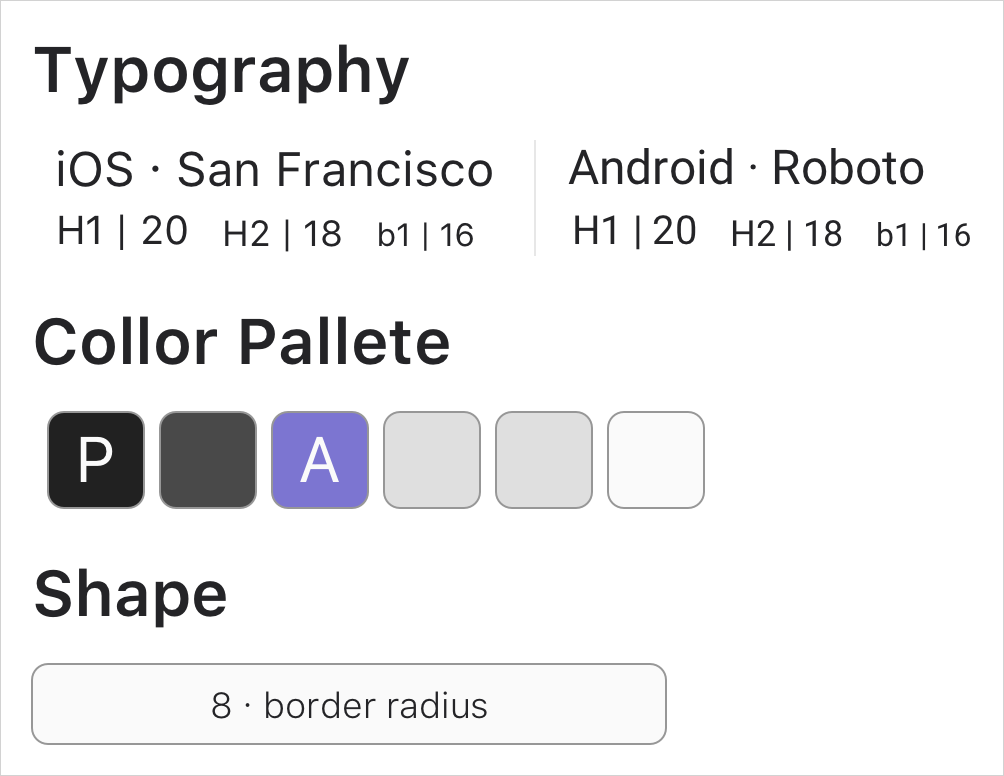 Typography
iOS · San Francisco
H1 | 20 H2 | 18 b1 | 16
Android · Roboto
H1 | 20 H2 | 18 b1 | 16
Collor Pallete
P A
Shape
8 · border radius